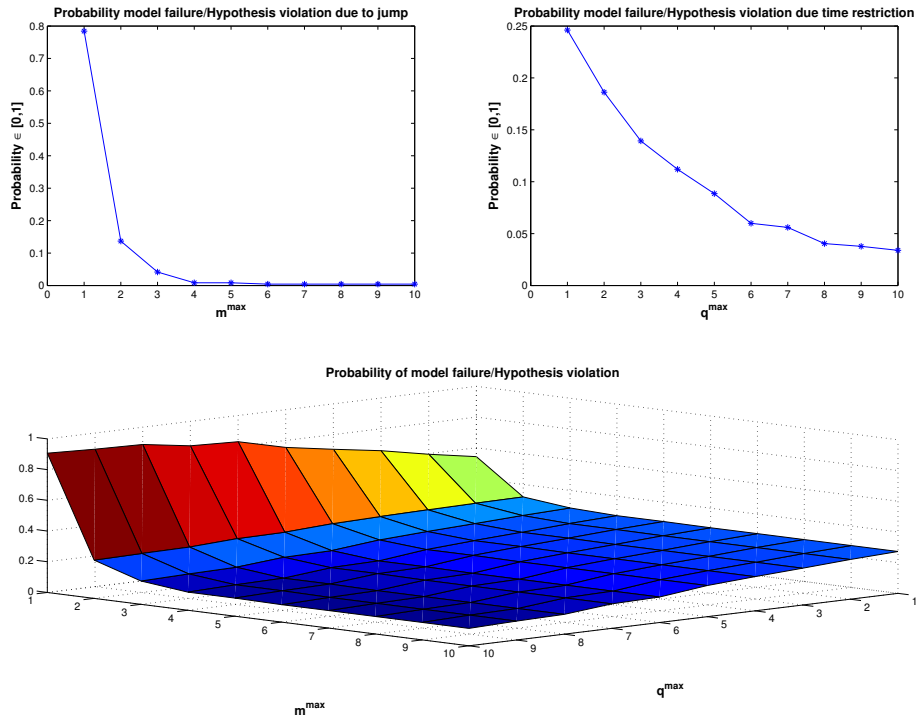 Probability model failure/Hypothesis violation due to jump
0.8
0.7
0.6
0.5
0.4
0.3
0.2
0.1
0
Probability ∈ [0,1]
0 1 2 3 4 5 6 7 8 9 10
m^max
Probability model failure/Hypothesis violation due time restriction
0.25
0.2
0.15
0.1
0.05
0
Probability ∈ [0,1]
0 1 2 3 4 5 6 7 8 9 10
q^max
Probability of model failure/Hypothesis violation
1
0.8
0.6
0.4
0.2
0
1 2 3 4 5 6 7 8 9 10
m^max
10 9 8 7 6 5 4 3 2 1
q^max